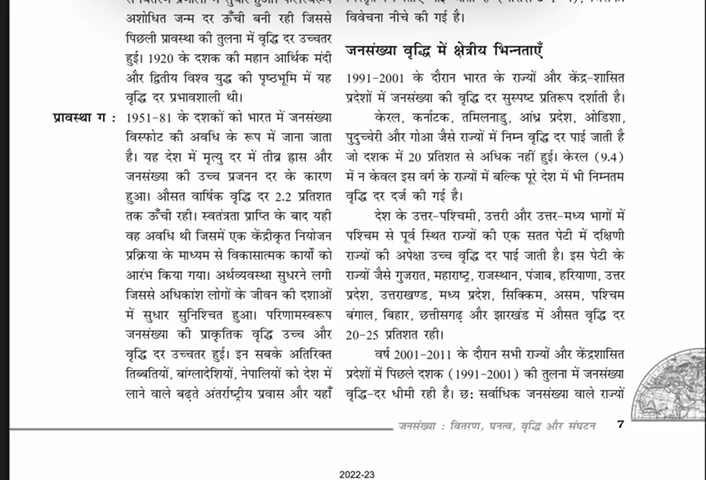 अशोधित जन्म दर ऊँची बनी रही जिससे
पिछली प्रावस्था की तुलना में वृद्धि दर उच्चतर
हुई। 1920 के दशक की महान आर्थिक मंदी
और द्वितीय विश्व युद्ध की पृष्ठभूमि में यह
वृद्धि दर प्रभावशाली थी।
प्रावस्था ग : 1951-81 के दशकों को भारत में जनसंख्या
विस्फोट की अवधि के रूप में जाना जाता
है। यह देश में मृत्यु दर में तीव्र ह्रास और
जनसंख्या की उच्च प्रजनन दर के कारण
हुआ। औसत वार्षिक वृद्धि दर 2.2 प्रतिशत
तक ऊँची रही। स्वतंत्रता प्राप्ति के बाद यही
वह अवधि थी जिसमें एक केंद्रीकृत नियोजन
प्रक्रिया के माध्यम से विकासात्मक कार्यों को
आरंभ किया गया। अर्थव्यवस्था सुधरने लगी
जिससे अधिकांश लोगों के जीवन की दशाओं
में सुधार सुनिश्चित हुआ। परिणामस्वरूप
जनसंख्या की प्राकृतिक वृद्धि उच्च और
वृद्धि दर उच्चतर हुई। इन सबके अतिरिक्त
तिब्बतियों, बांग्लादेशियों, नेपालियों को देश में
लाने वाले बढ़ते अंतर्राष्ट्रीय प्रवास और यहाँ
विवेचना नीचे की गई है।
जनसंख्या वृद्धि में क्षेत्रीय भिन्नताएँ
1991-2001 के दौरान भारत के राज्यों और केंद्र-शासित
प्रदेशों में जनसंख्या की वृद्धि दर सुस्पष्ट प्रतिरूप दर्शाती है।
केरल, कर्नाटक, तमिलनाडु, आंध्र प्रदेश, ओडिशा,
पुदुच्चेरी और गोआ जैसे राज्यों में निम्न वृद्धि दर पाई जाती है
जो दशक में 20 प्रतिशत से अधिक नहीं हुई। केरल (9.4)
में न केवल इस वर्ग के राज्यों में बल्कि पूरे देश में भी निम्नतम
वृद्धि दर दर्ज की गई है।
देश के उत्तर-पश्चिमी, उत्तरी और उत्तर-मध्य भागों में
पश्चिम से पूर्व स्थित राज्यों की एक सतत पेटी में दक्षिणी
राज्यों की अपेक्षा उच्च वृद्धि दर पाई जाती है। इस पेटी के
राज्यों जैसे गुजरात, महाराष्ट्र, राजस्थान, पंजाब, हरियाणा, उत्तर
प्रदेश, उत्तराखण्ड, मध्य प्रदेश, सिक्किम, असम, पश्चिम
बंगाल, बिहार, छत्तीसगढ़ और झारखंड में औसत वृद्धि दर
20-25 प्रतिशत रही।
वर्ष 2001-2011 के दौरान सभी राज्यों और केंद्रशासित
प्रदेशों में पिछले दशक (1991-2001) की तुलना में जनसंख्या
वृद्धि-दर धीमी रही है। छः सर्वाधिक जनसंख्या वाले राज्यों
जनसंख्या : वितरण, घनत्व, वृद्धि और संघटन 7
2022-23